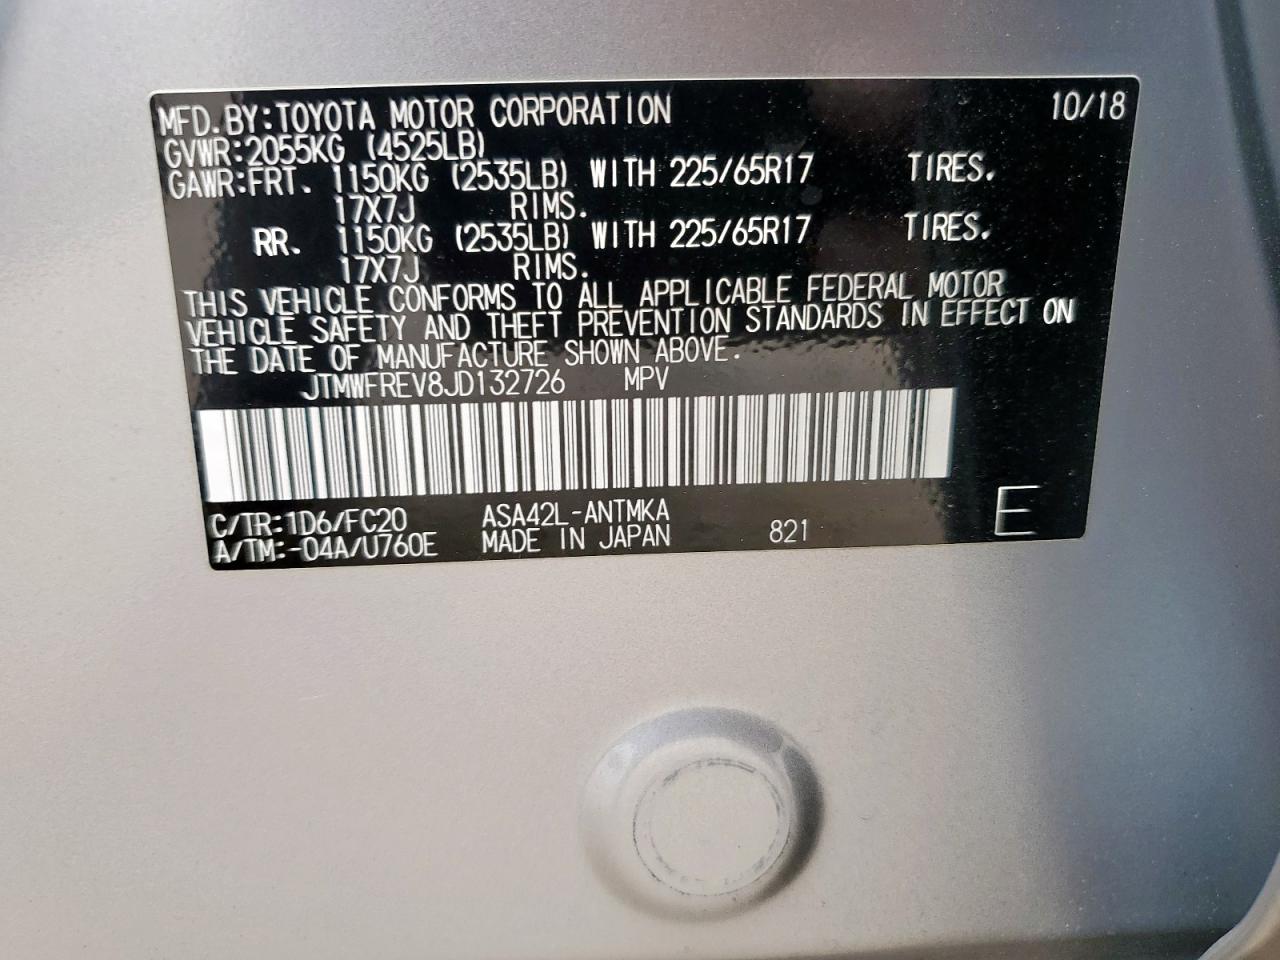 MFD.BY:TOYOTA MOTOR CORPORATION 10/18
GVWR:2055KG (4525LB)
GAWR:FRT. 1150KG (2535LB) WITH 225/65R17 TIRES.
17X7J RIMS.
RR. 1150KG (2535LB) WITH 225/65R17 TIRES.
17X7J RIMS.
THIS VEHICLE CONFORMS TO ALL APPLICABLE FEDERAL MOTOR
VEHICLE SAFETY AND THEFT PREVENTION STANDARDS IN EFFECT ON
THE DATE OF MANUFACTURE SHOWN ABOVE.
JTMWFREV8JD132726 MPV
C/TR:1D6/FC20 ASA42L-ANTMKA
A/TM:-04A/U760E MADE IN JAPAN 821 E